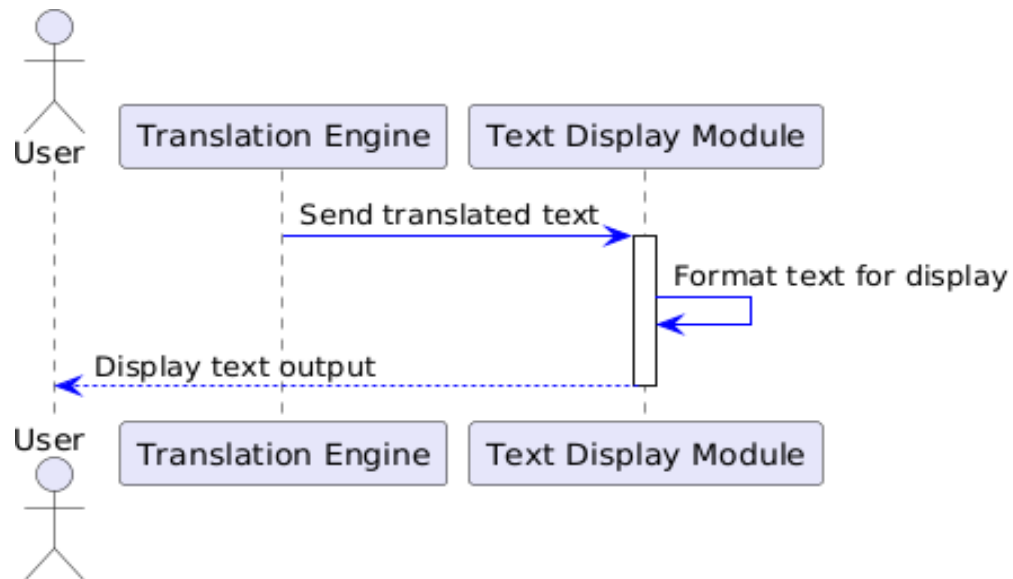 User
Translation Engine
Text Display Module
Send translated text
Format text for display
Display text output
User
Translation Engine
Text Display Module